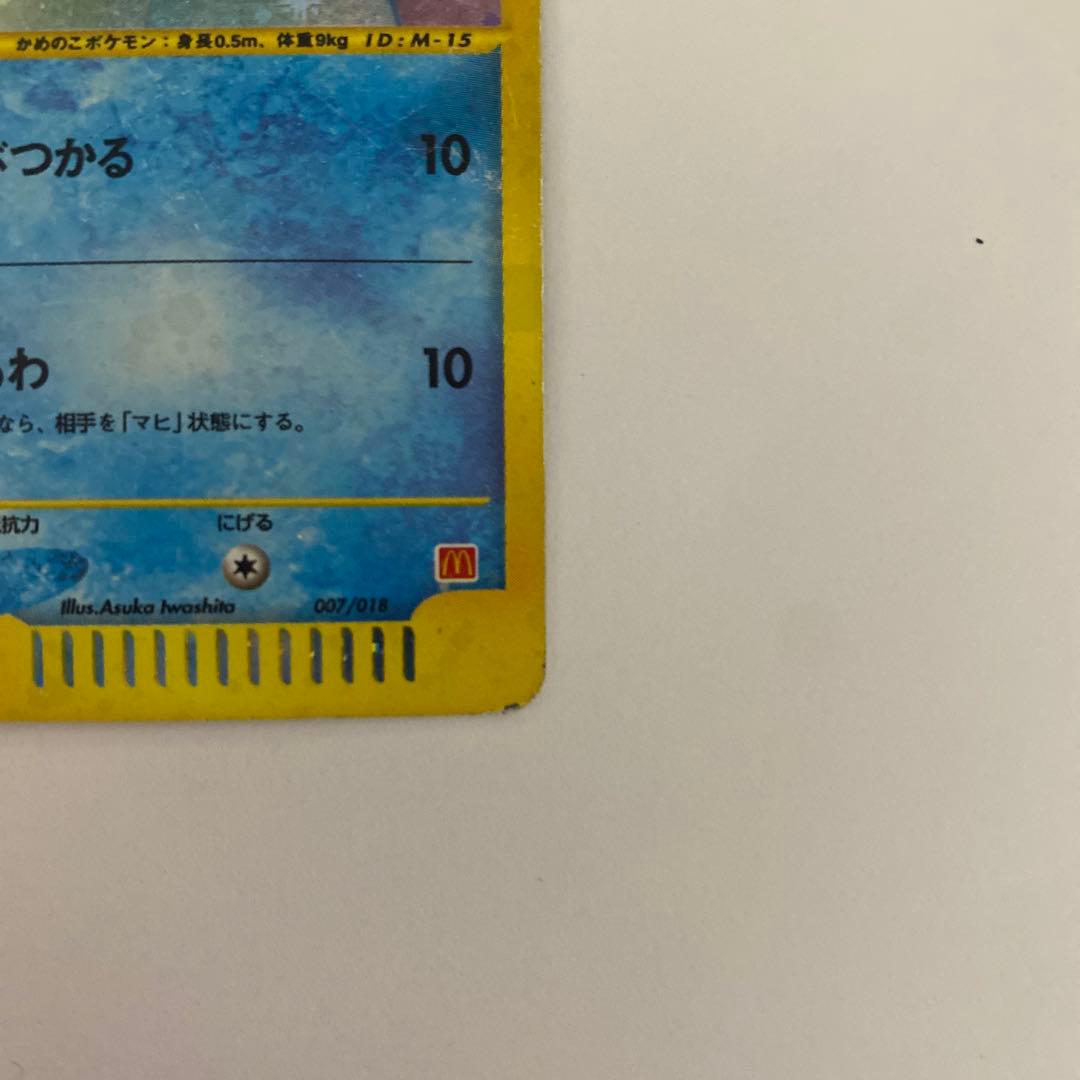 かめのこポケモン：身長0.5m、体重9kg ID：M-15
ぶつかる 10
あわ 10
なら、相手を「マヒ」状態にする。
抗力 にげる
Illus.Asuka Iwashita 007/018